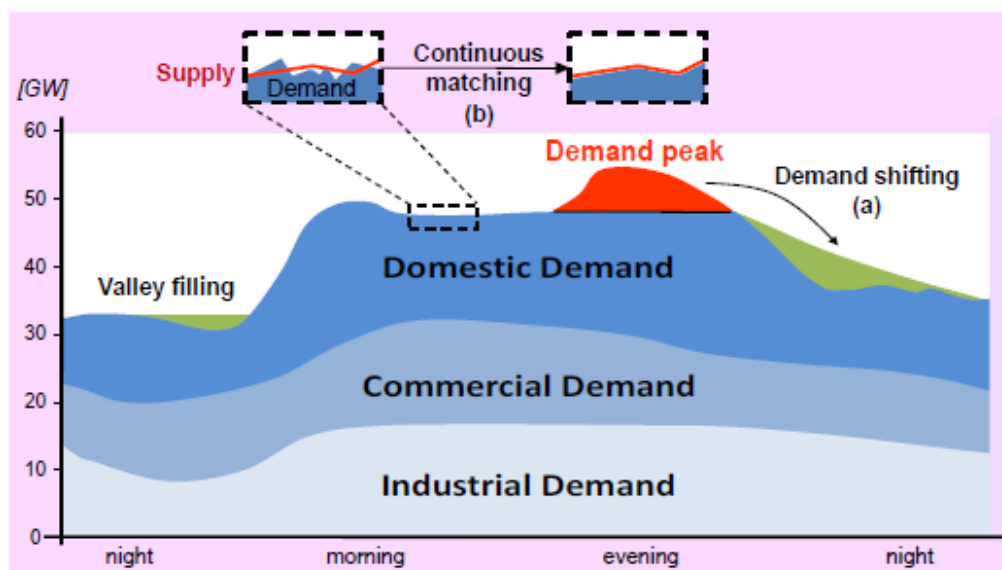 [GW]
Supply
Demand
Continuous
matching
(b)
60
50
40
30
20
10
0
Demand peak
Demand shifting
(a)
Valley filling
Domestic Demand
Commercial Demand
Industrial Demand
night
morning
evening
night